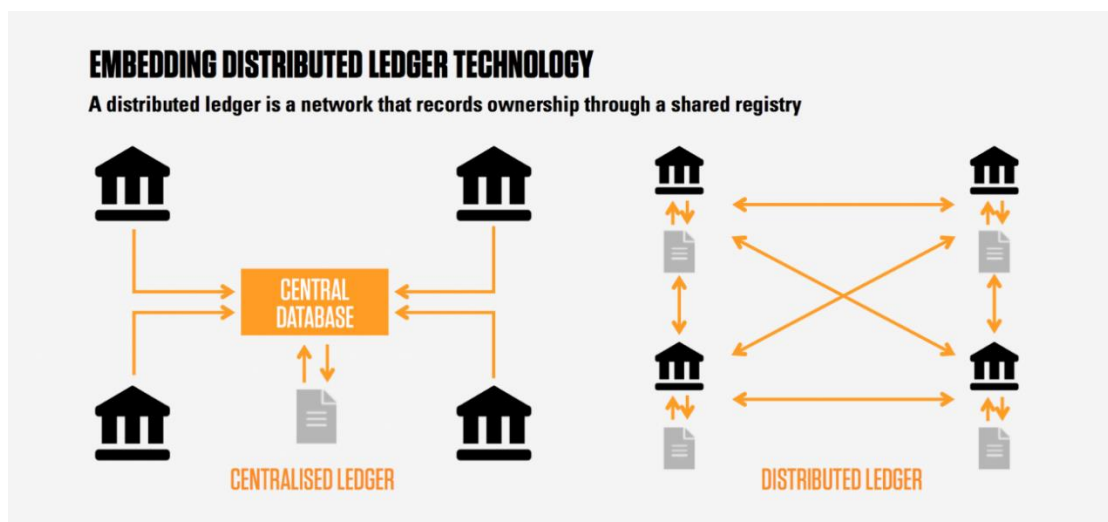 EMBEDDING DISTRIBUTED LEDGER TECHNOLOGY
A distributed ledger is a network that records ownership through a shared registry
CENTRAL
DATABASE
CENTRALISED LEDGER
DISTRIBUTED LEDGER